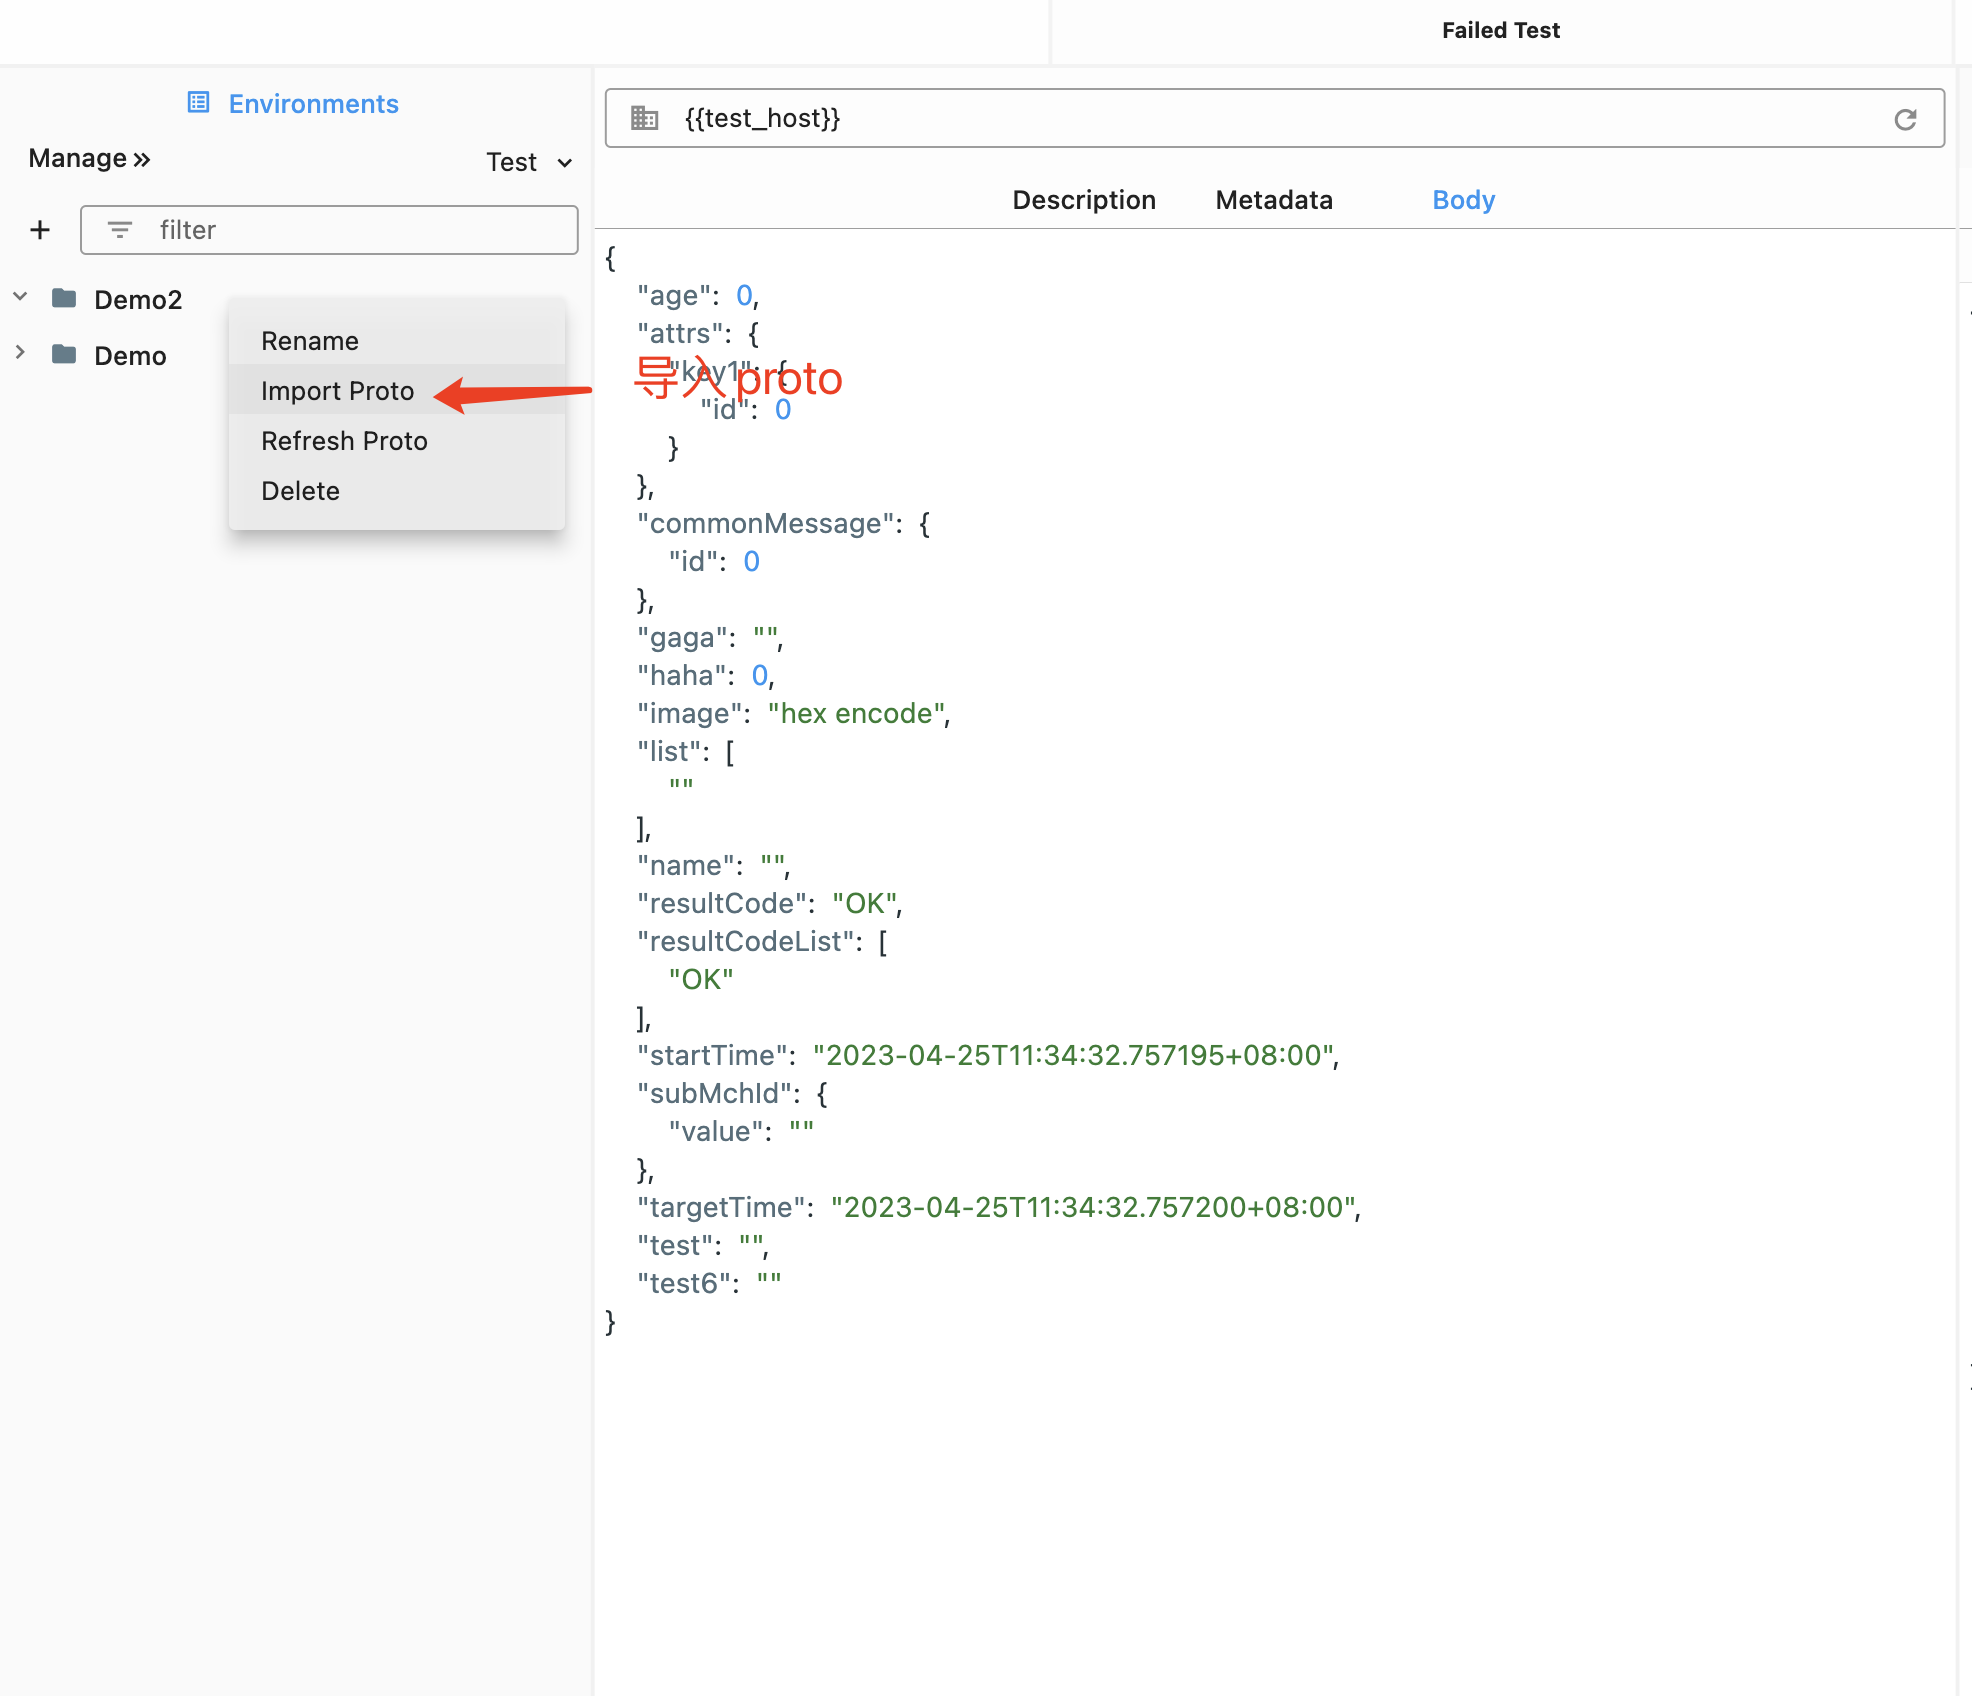 Failed Test
Environments
Manage »
Test
+
filter
Demo2
Demo
Rename
Import Proto
Refresh Proto
Delete
{{test_host}}
Description Metadata Body
{
"age": 0,
"attrs": {
"key1": {
导入proto
"id": 0
}
},
"commonMessage": {
"id": 0
},
"gaga": "",
"haha": 0,
"image": "hex encode",
"list": [
""
],
"name": "",
"resultCode": "OK",
"resultCodeList": [
"OK"
],
"startTime": "2023-04-25T11:34:32.757195+08:00",
"subMchId": {
"value": ""
},
"targetTime": "2023-04-25T11:34:32.757200+08:00",
"test": "",
"test6": ""
}